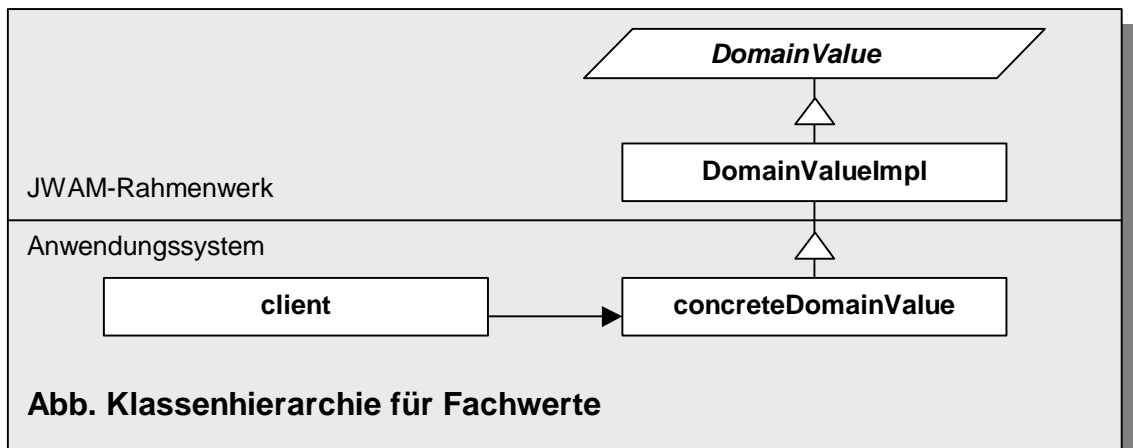 DomainValue
DomainValueImpl
JWAM-Rahmenwerk
Anwendungssystem
client
concreteDomainValue
Abb. Klassenhierarchie für Fachwerte